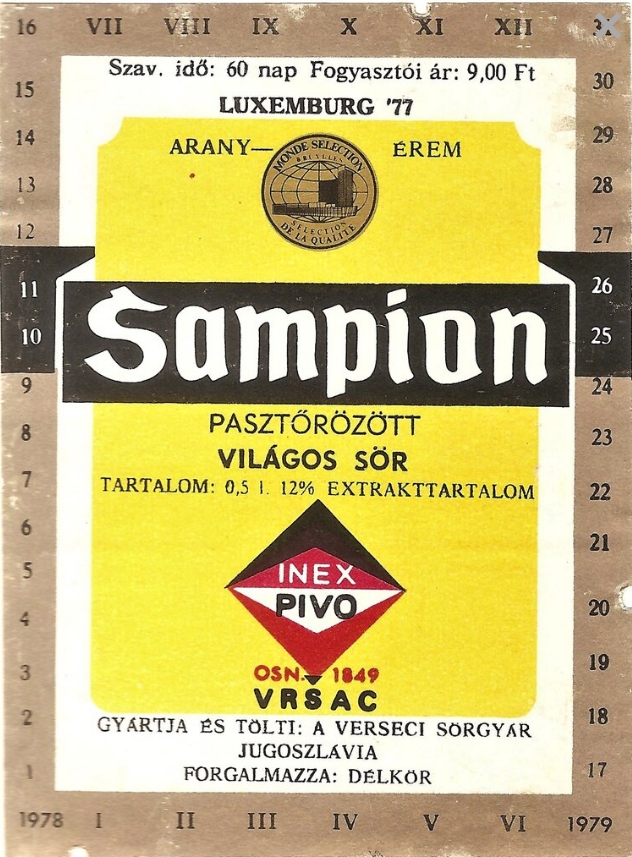 16 VII VIII IX X XI XII
Szav. idő: 60 nap Fogyasztói ár: 9,00 Ft
LUXEMBURG '77
ARANY— ÉREM
MONDE SELECTION
BRUXELLES
SELECTION
DE LA QUALITE
Sampion
PASZTŐRÖZÖTT
VILÁGOS SÖR
TARTALOM: 0,5 l. 12% EXTRAKTTARTALOM
INEX
PIVO
OSN. 1849
VRSAC
GYÁRTJA ÉS TÖLTI: A VERSECI SÖRGYÁR
JUGOSZLÁVIA
FORGALMAZZA: DÉLKER
15
14
13
12
11
10
9
8
7
6
5
4
3
2
1
30
29
28
27
26
25
24
23
22
21
20
19
18
17
1978 I II III IV V VI 1979